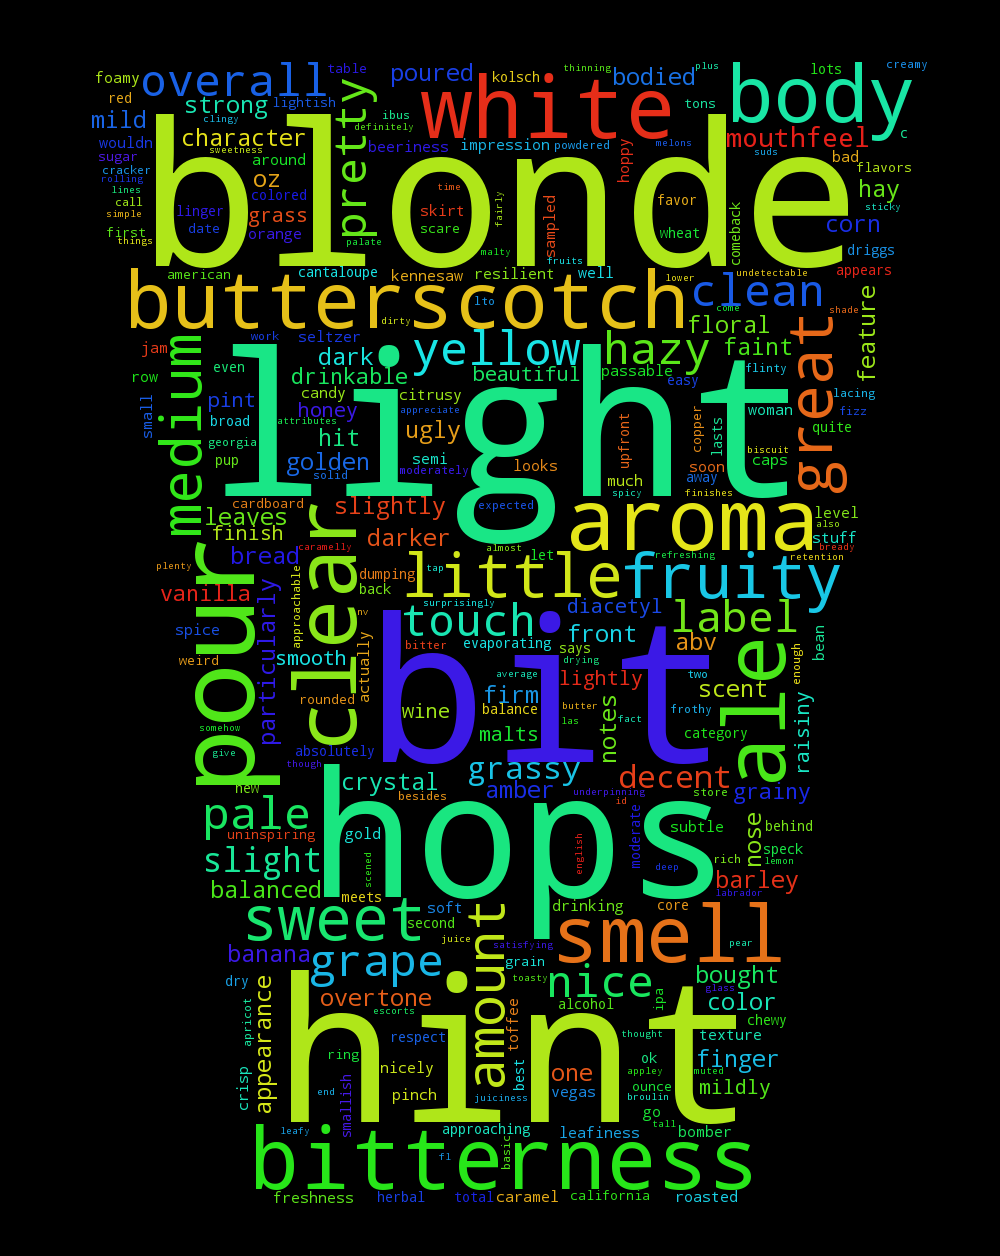 creamy
plus
thinning
lots
table
foamy
overall
poured
kolsch
bodied
white
body
red
strong
lightish
tons
mild
clingy
ibus
definitely
c
wouldn
character
pretty
beeriness
impression
powdered
melons
mouthfeel
sweetness
suds
bad
sugar
around
cracker
oz
hoppy
flavors
rolling
blonde
time
fairly
hay
lines
colored
favor
call
linger
grass
skirt
sampled
sticky
simple
date
corn
first
orange
scare
wheat
comeback
things
palate
malty
driggs
fruits
american
cantaloupe
kennesaw
resilient
well
lower
undetectable
appears
butterscotch
clean
lto
come
shade
dirty
floral
great
feature
work
seltzer
jam
medium
dark
yellow
hazy
faint
even
drinkable
beautiful
passable
flinty
row
candy
citrusy
easy
lacing
small
pint
honey
appreciate
light
copper
woman
fizz
broad
attributes
hit
ugly
upfront
lasts
quite
georgia
semi
pup
golden
moderately
looks
much
soon
away
biscuit
caps
solid
spicy
finishes
cardboard
slightly
expected
aroma
level
leaves
also
finish
darker
stuff
bread
caramelly
almost
let
refreshing
bready
retention
plenty
pour
clear
dumping
tap
little
fruity
vanilla
approachable
back
surprisingly
diacetyl
label
spice
particularly
nv
touch
front
bean
actually
bitter
evaporating
says
abv
weird
smooth
drying
enough
average
lightly
two
scent
rounded
firm
bit
ale
wine
balance
butter
notes
frothy
raisiny
somehow
malts
las
fact
category
give
absolutely
though
grassy
decent
new
crystal
amber
underpinning
store
grainy
besides
id
pale
hops
uninspiring
gold
moderate
subtle
nose
behind
slight
scened
english
speck
rich
lemon
deep
balanced
barley
meets
labrador
sweet
soft
drinking
core
second
amount
smell
juice
satisfying
pear
banana
grape
grain
dry
toasty
nice
bought
glass
overtone
escorts
toffee
alcohol
ipa
color
apricot
appearance
hint
respect
thought
texture
chewy
ring
ok
finger
crisp
nicely
best
one
appley
muted
end
smallish
pinch
juiciness
vegas
ounce
mildly
broulin
go
leafy
approaching
leafiness
tall
bomber
bitterness
basic
fl
freshness
herbal
total
caramel
california
roasted